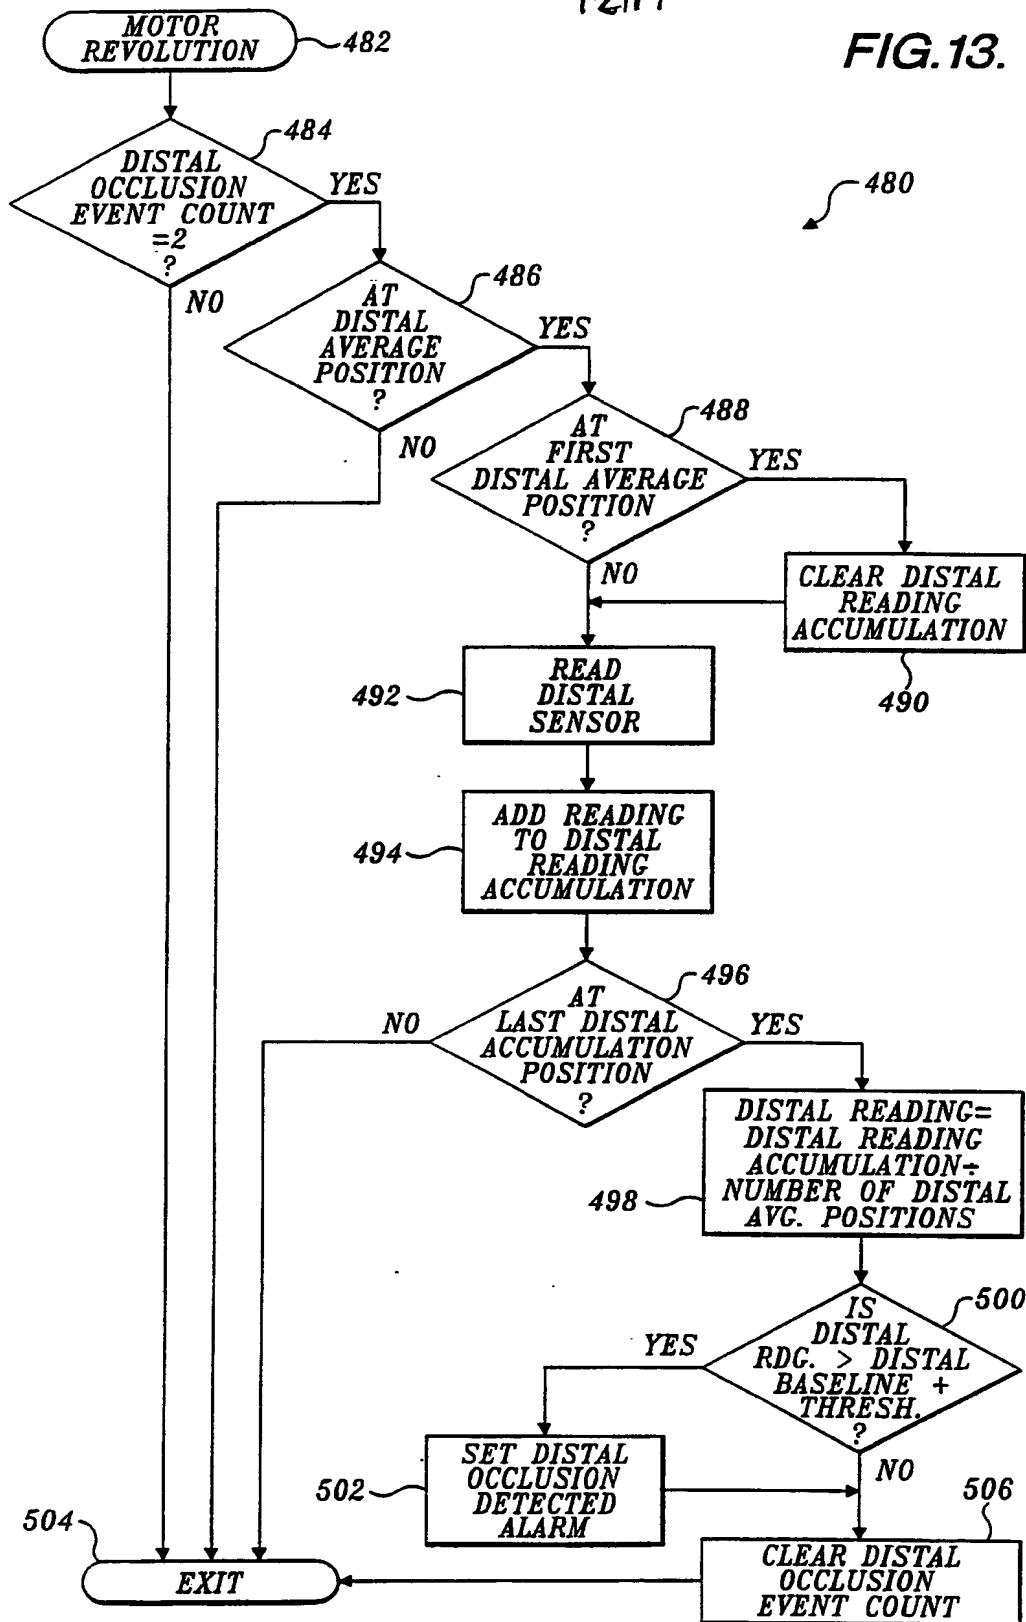 12/17
FIG.13.
MOTOR
REVOLUTION
482
484
DISTAL
OCCLUSION
EVENT COUNT
=2
?
YES
NO
480
486
AT
DISTAL
AVERAGE
POSITION
?
YES
NO
488
AT
FIRST
DISTAL AVERAGE
POSITION
?
YES
NO
CLEAR DISTAL
READING
ACCUMULATION
490
READ
DISTAL
SENSOR
492
ADD READING
TO DISTAL
READING
ACCUMULATION
494
496
AT
LAST DISTAL
ACCUMULATION
POSITION
?
NO
YES
DISTAL READING=
DISTAL READING
ACCUMULATION÷
NUMBER OF DISTAL
AVG. POSITIONS
498
500
IS
DISTAL
RDG. > DISTAL
BASELINE +
THRESH.
?
YES
NO
SET DISTAL
OCCLUSION
DETECTED
ALARM
502
506
CLEAR DISTAL
OCCLUSION
EVENT COUNT
504
EXIT